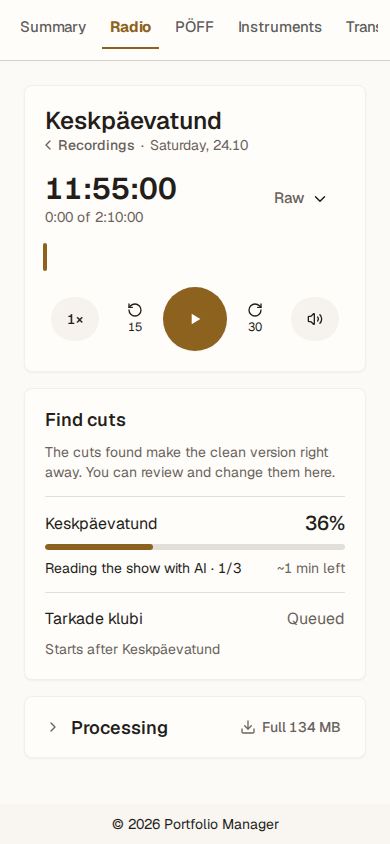 Summary Radio PÖFF Instruments Trans
Keskpäevatund
Recordings · Saturday, 24.10
11:55:00
Raw
0:00 of 2:10:00
1×
15
30
Find cuts
The cuts found make the clean version right
away. You can review and change them here.
Keskpäevatund 36%
Reading the show with AI · 1/3 ~1 min left
Tarkade klubi Queued
Starts after Keskpäevatund
Processing Full 134 MB
© 2026 Portfolio Manager